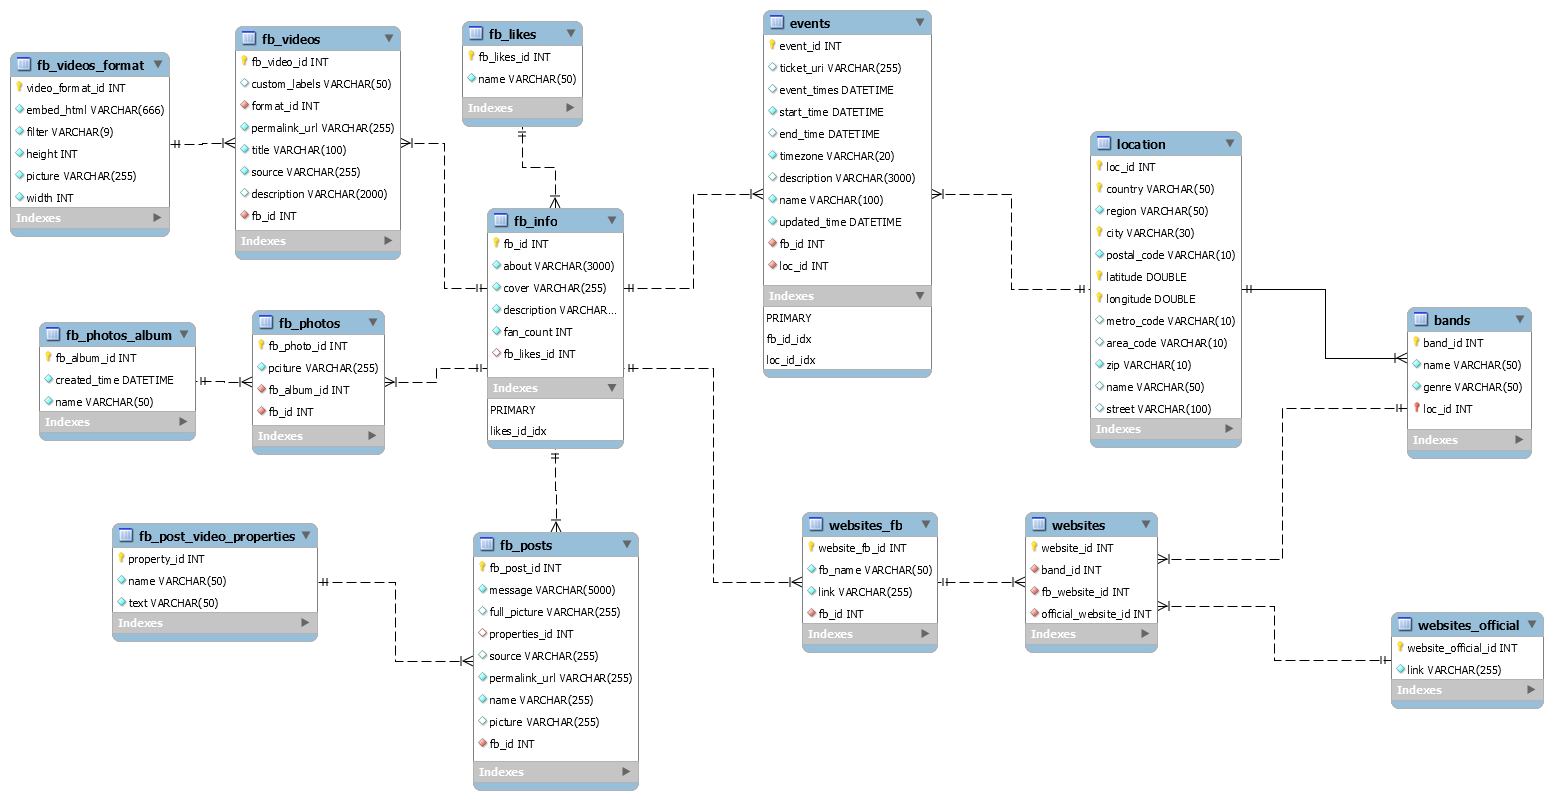 fb_videos_format
video_format_id INT
embed_html VARCHAR(666)
filter VARCHAR(9)
height INT
picture VARCHAR(255)
width INT
Indexes
fb_videos
fb_video_id INT
custom_labels VARCHAR(50)
format_id INT
permalink_url VARCHAR(255)
title VARCHAR(100)
source VARCHAR(255)
description VARCHAR(2000)
fb_id INT
Indexes
fb_likes
fb_likes_id INT
name VARCHAR(50)
Indexes
events
event_id INT
ticket_uri VARCHAR(255)
event_times DATETIME
start_time DATETIME
end_time DATETIME
timezone VARCHAR(20)
description VARCHAR(3000)
name VARCHAR(100)
updated_time DATETIME
fb_id INT
loc_id INT
Indexes
PRIMARY
fb_id_idx
loc_id_idx
location
loc_id INT
country VARCHAR(50)
region VARCHAR(50)
city VARCHAR(30)
postal_code VARCHAR(10)
latitude DOUBLE
longitude DOUBLE
metro_code VARCHAR(10)
area_code VARCHAR(10)
zip VARCHAR(10)
name VARCHAR(50)
street VARCHAR(100)
Indexes
fb_info
fb_id INT
about VARCHAR(3000)
cover VARCHAR(255)
description VARCHAR...
fan_count INT
fb_likes_id INT
Indexes
PRIMARY
likes_id_idx
fb_photos_album
fb_album_id INT
created_time DATETIME
name VARCHAR(50)
Indexes
fb_photos
fb_photo_id INT
pciture VARCHAR(255)
fb_album_id INT
fb_id INT
Indexes
bands
band_id INT
name VARCHAR(50)
genre VARCHAR(50)
loc_id INT
Indexes
fb_post_video_properties
property_id INT
name VARCHAR(50)
text VARCHAR(50)
Indexes
fb_posts
fb_post_id INT
message VARCHAR(5000)
full_picture VARCHAR(255)
properties_id INT
source VARCHAR(255)
permalink_url VARCHAR(255)
name VARCHAR(255)
picture VARCHAR(255)
fb_id INT
Indexes
websites_fb
website_fb_id INT
fb_name VARCHAR(50)
link VARCHAR(255)
fb_id INT
Indexes
websites
website_id INT
band_id INT
fb_website_id INT
official_website_id INT
Indexes
websites_official
website_official_id INT
link VARCHAR(255)
Indexes